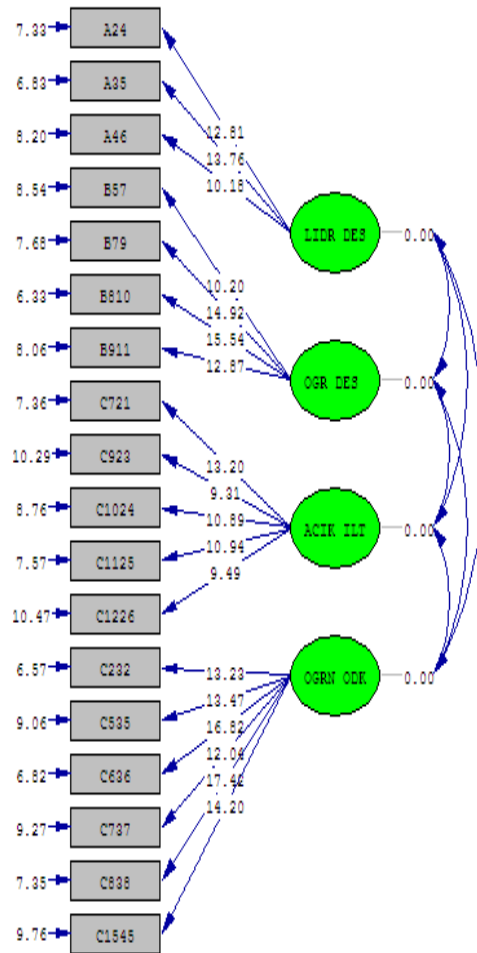 7.33 A24
6.83 A35
8.20 A46
8.54 B57
7.68 B79
6.33 B810
8.06 B911
7.36 C721
10.29 C923
8.76 C1024
7.57 C1125
10.47 C1226
6.57 C232
9.06 C535
6.82 C636
9.27 C737
7.35 C838
9.76 C1545
12.81
13.76
10.18
LIDR DES 0.00
10.20
14.92
15.54
12.87
OGR DES 0.00
13.20
9.31
10.89
10.94
9.49
ACIK ILT 0.00
13.23
13.47
16.82
12.04
17.42
14.20
OGRN ODK 0.00